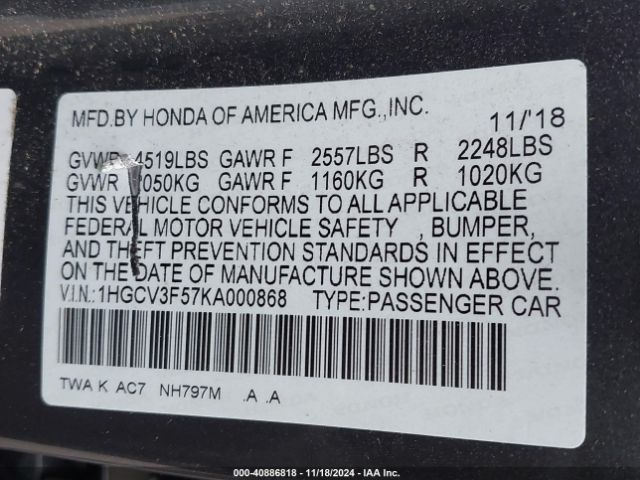 MFD.BY HONDA OF AMERICA MFG.,INC. 11/'18
GVWR 4519LBS GAWR F 2557LBS R 2248LBS
GVWR 2050KG GAWR F 1160KG R 1020KG
THIS VEHICLE CONFORMS TO ALL APPLICABLE
FEDERAL MOTOR VEHICLE SAFETY , BUMPER,
AND THEFT PREVENTION STANDARDS IN EFFECT
ON THE DATE OF MANUFACTURE SHOWN ABOVE.
V.I.N.:1HGCV3F57KA000868 TYPE:PASSENGER CAR
TWA K AC7 NH797M .A .A
000-40886818 - 11/18/2024 - IAA Inc.